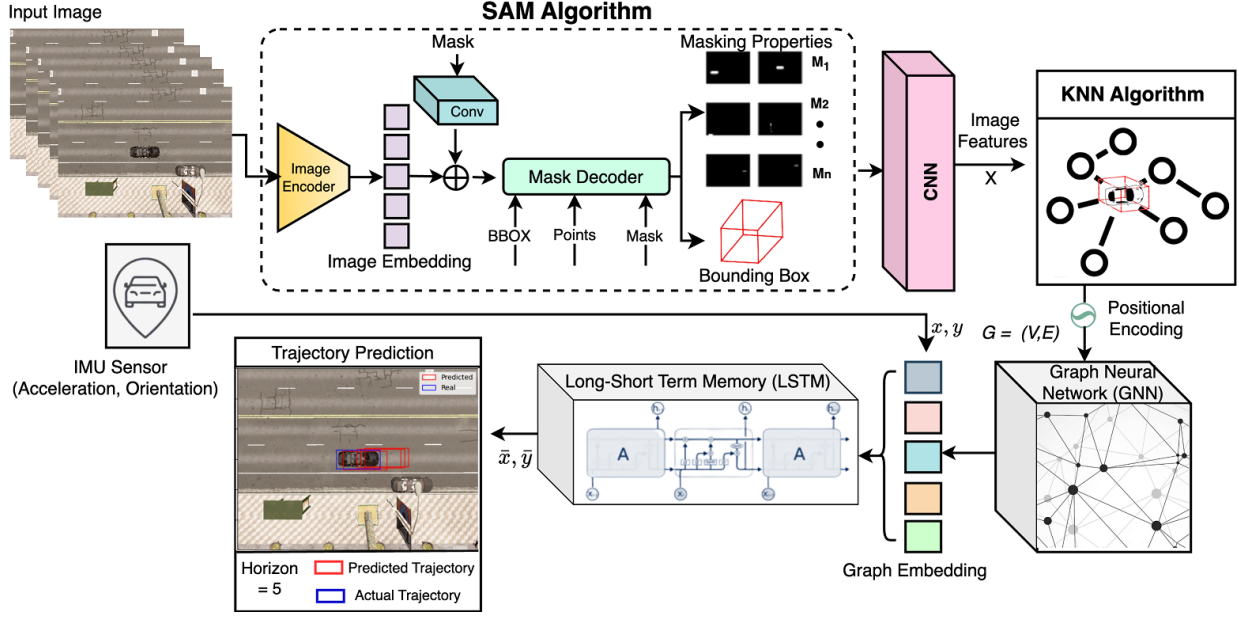 Input Image
SAM Algorithm
Mask
Conv
Image
Encoder
Image Embedding
Mask Decoder
BBOX
Points
Mask
Masking Properties
M1
M2
Mn
Bounding Box
CNN
Image
Features
X
KNN Algorithm
Positional
Encoding
G = (V,E)
IMU Sensor
(Acceleration, Orientation)
x, y
Graph Neural
Network (GNN)
Graph Embedding
Long-Short Term Memory (LSTM)
A
A
x̄, ȳ
Trajectory Prediction
Predicted
Real
Horizon
= 5
Predicted Trajectory
Actual Trajectory